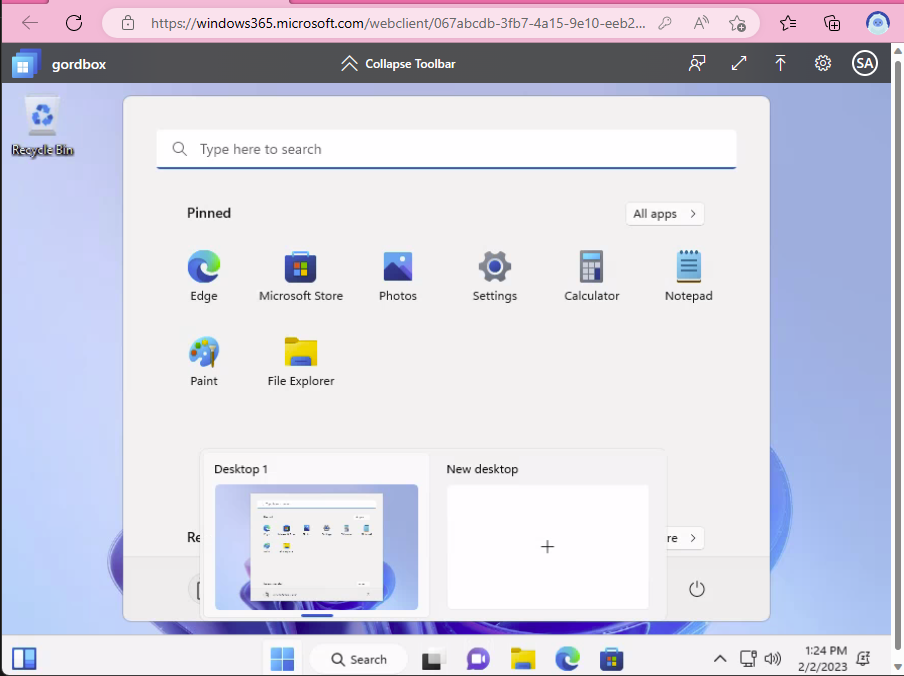 https://windows365.microsoft.com/webclient/067abcdb-3fb7-4a15-9e10-eeb2...
gordbox
Collapse Toolbar
SA
Recycle Bin
Type here to search
Pinned
All apps
Edge
Microsoft Store
Photos
Settings
Calculator
Notepad
Paint
File Explorer
Desktop 1
New desktop
Re
re
Search
1:24 PM
2/2/2023